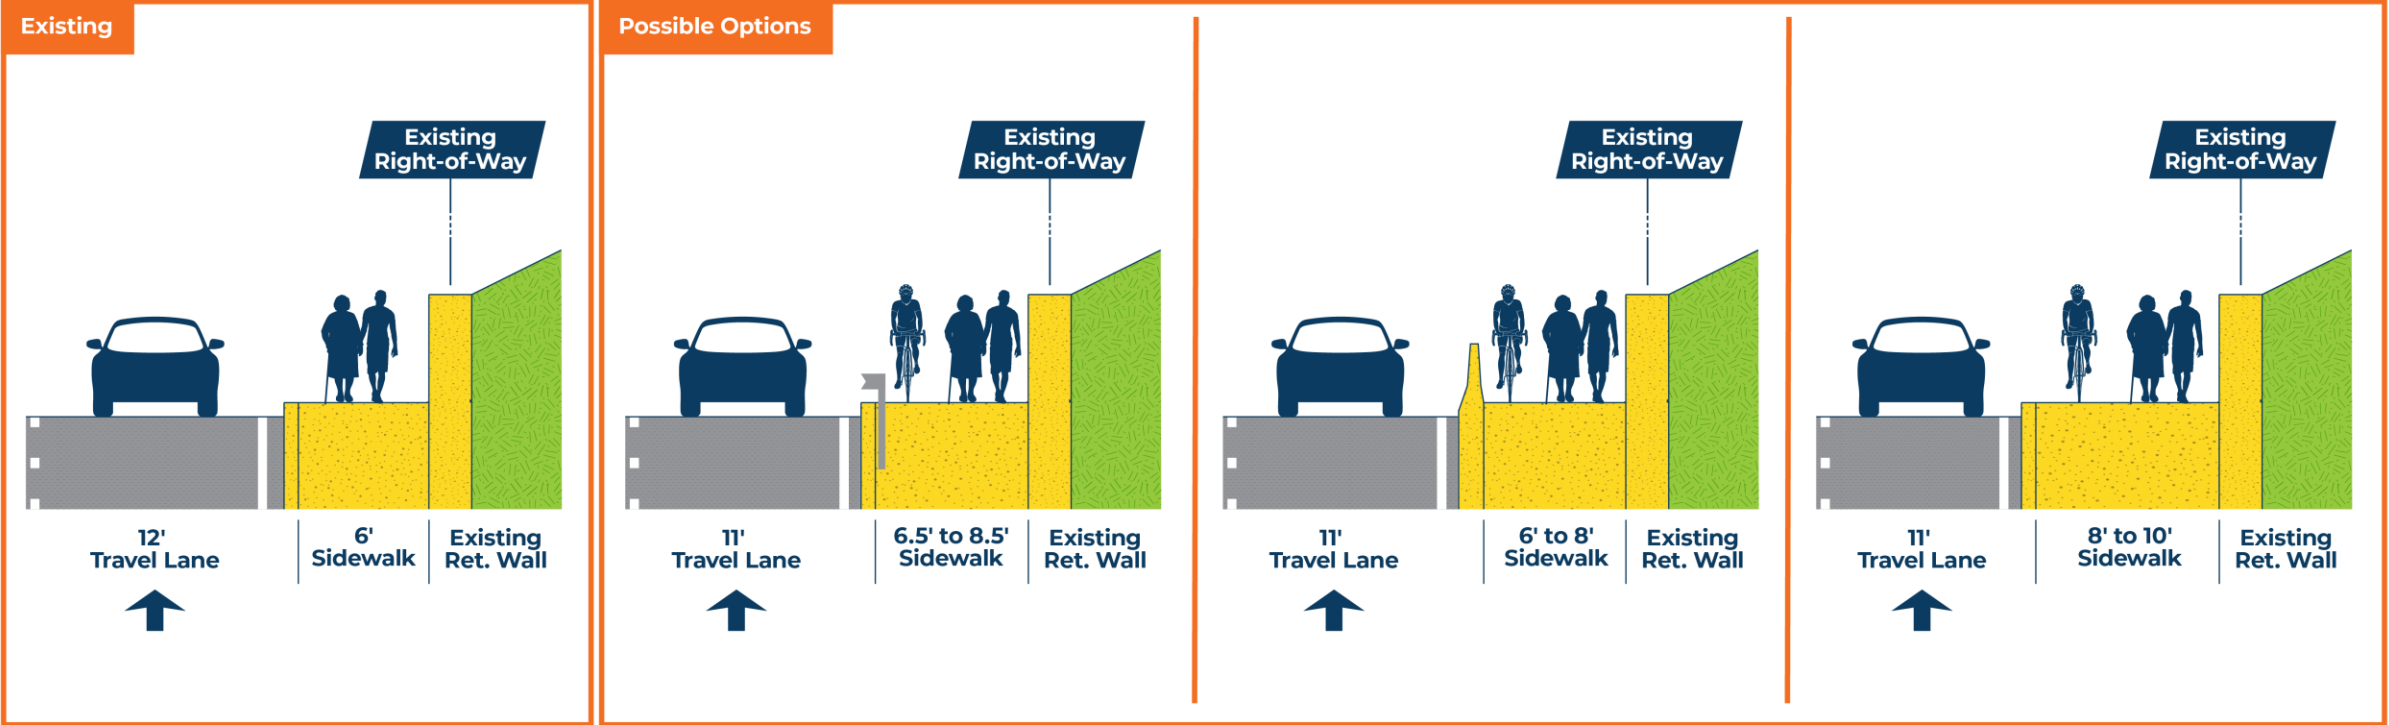 Existing
Existing
Right-of-Way
12'
Travel Lane
6'
Sidewalk
Existing
Ret. Wall
Possible Options
Existing
Right-of-Way
11'
Travel Lane
6.5' to 8.5'
Sidewalk
Existing
Ret. Wall
Existing
Right-of-Way
11'
Travel Lane
6' to 8'
Sidewalk
Existing
Ret. Wall
Existing
Right-of-Way
11'
Travel Lane
8' to 10'
Sidewalk
Existing
Ret. Wall